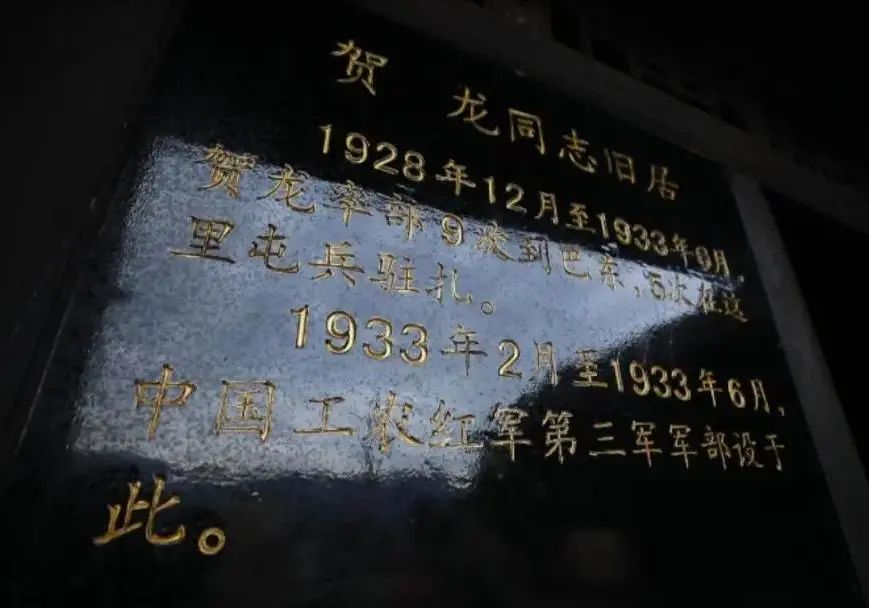 贺 龙同志旧居
1928年12月至1933年6月,
贺龙率部9次到巴东,5次在这
里屯兵驻扎。
1933年2月至1933年6月,
中国工农红军第三军军部设于
此。